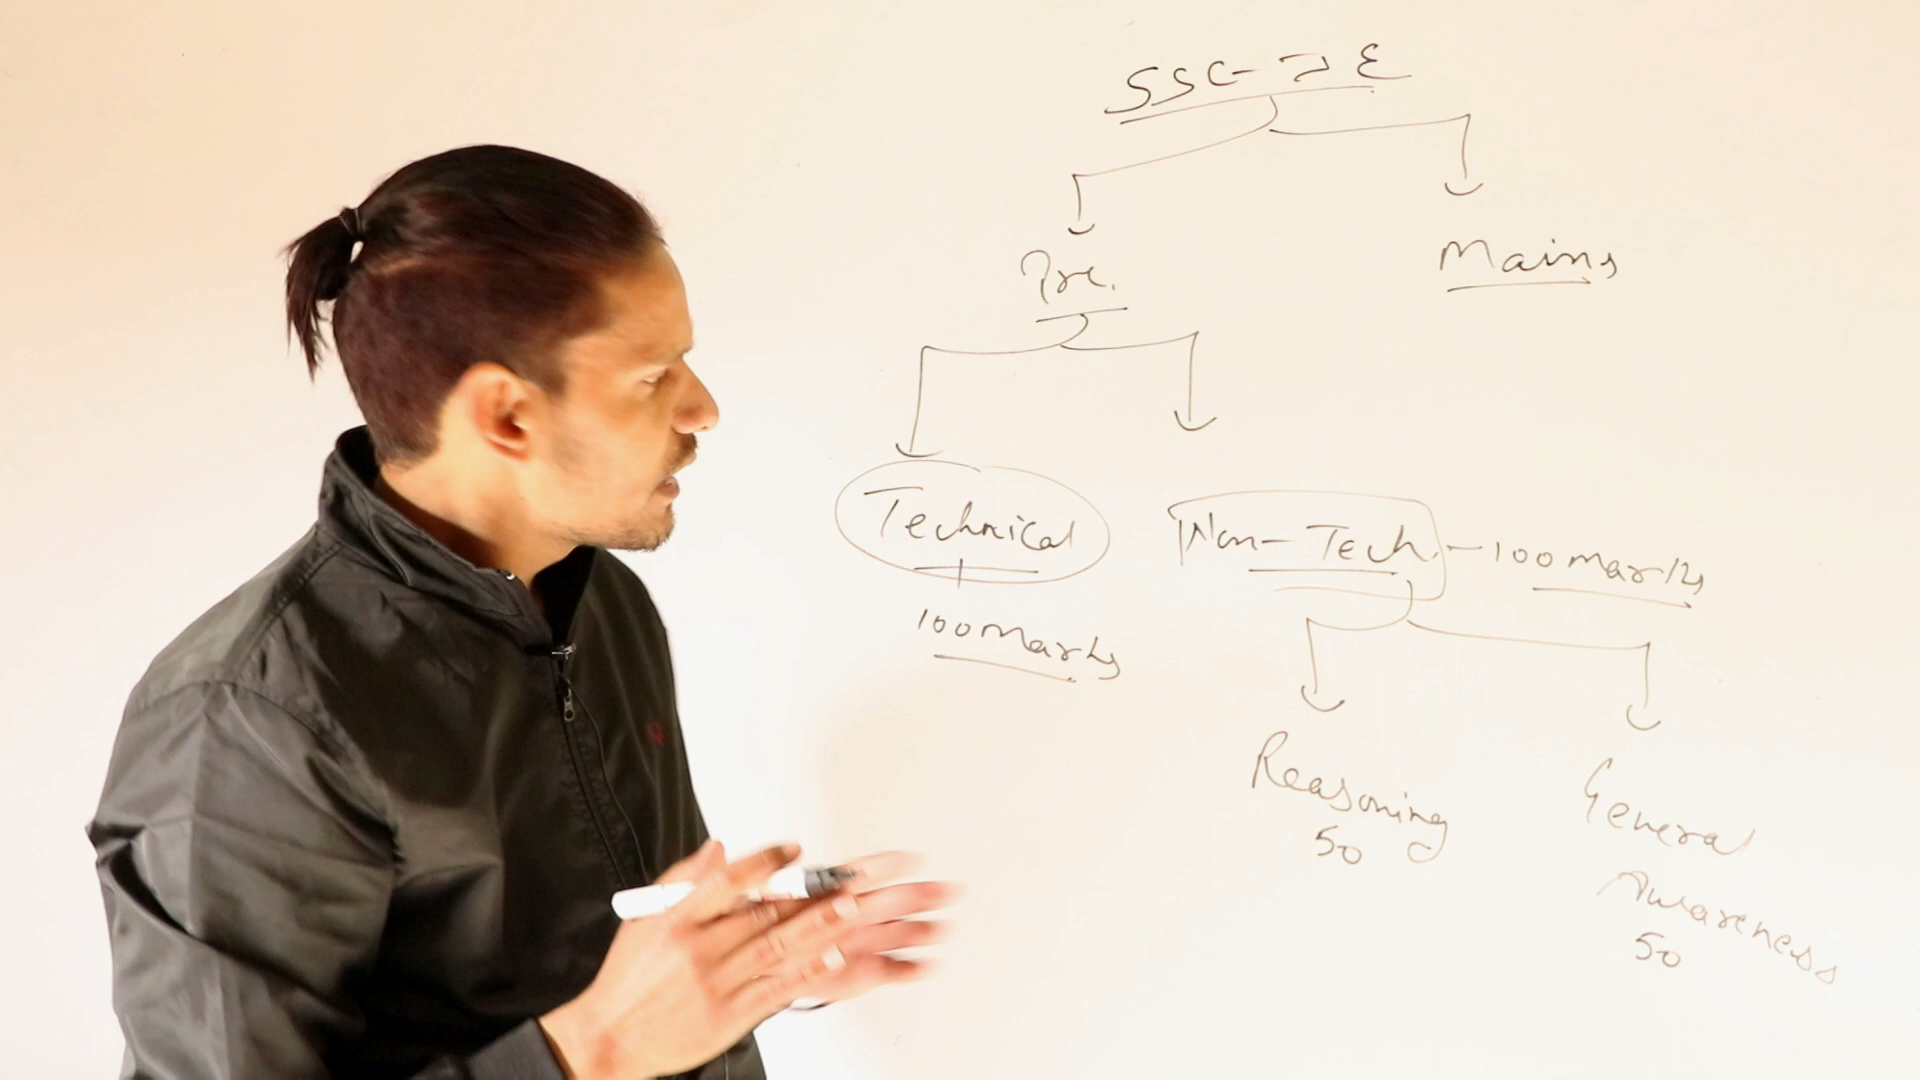 SSC-JE
Pre.
Mains
Technical
Non-Tech. - 100 marks
100 marks
Reasoning
50
General
Awareness
50